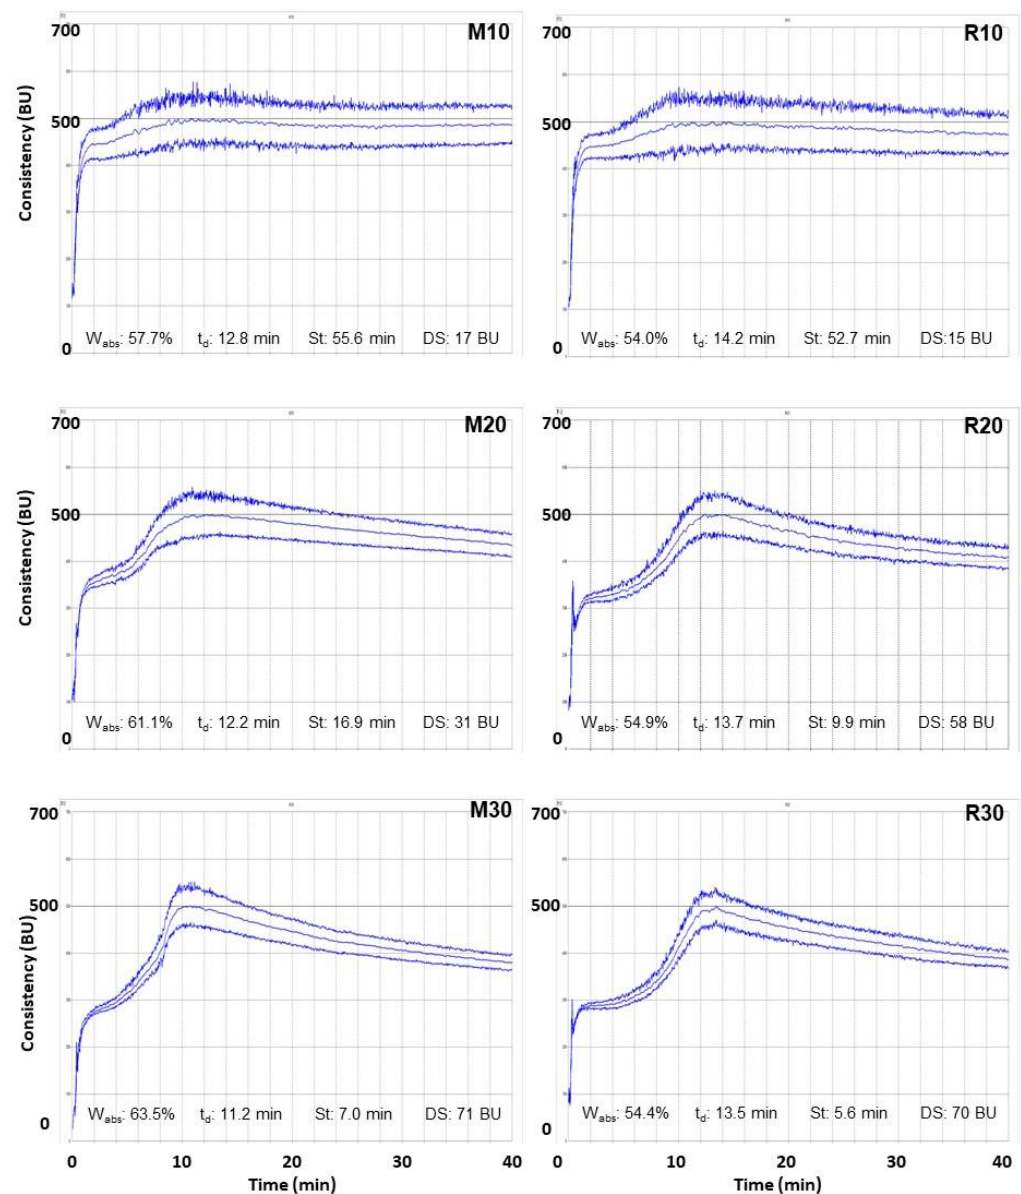 700 M10
500
Consistency (BU)
Wabs: 57.7% td: 12.8 min St: 55.6 min DS: 17 BU
0
700 R10
500
Wabs: 54.0% td: 14.2 min St: 52.7 min DS:15 BU
0
700 M20
500
Consistency (BU)
Wabs: 61.1% td: 12.2 min St: 16.9 min DS: 31 BU
0
700 R20
500
Wabs: 54.9% td: 13.7 min St: 9.9 min DS: 58 BU
0
700 M30
500
Consistency (BU)
Wabs: 63.5% td: 11.2 min St: 7.0 min DS: 71 BU
0
0 10 20 30 40
Time (min)
700 R30
500
Wabs: 54.4% td: 13.5 min St: 5.6 min DS: 70 BU
0
0 10 20 30 40
Time (min)